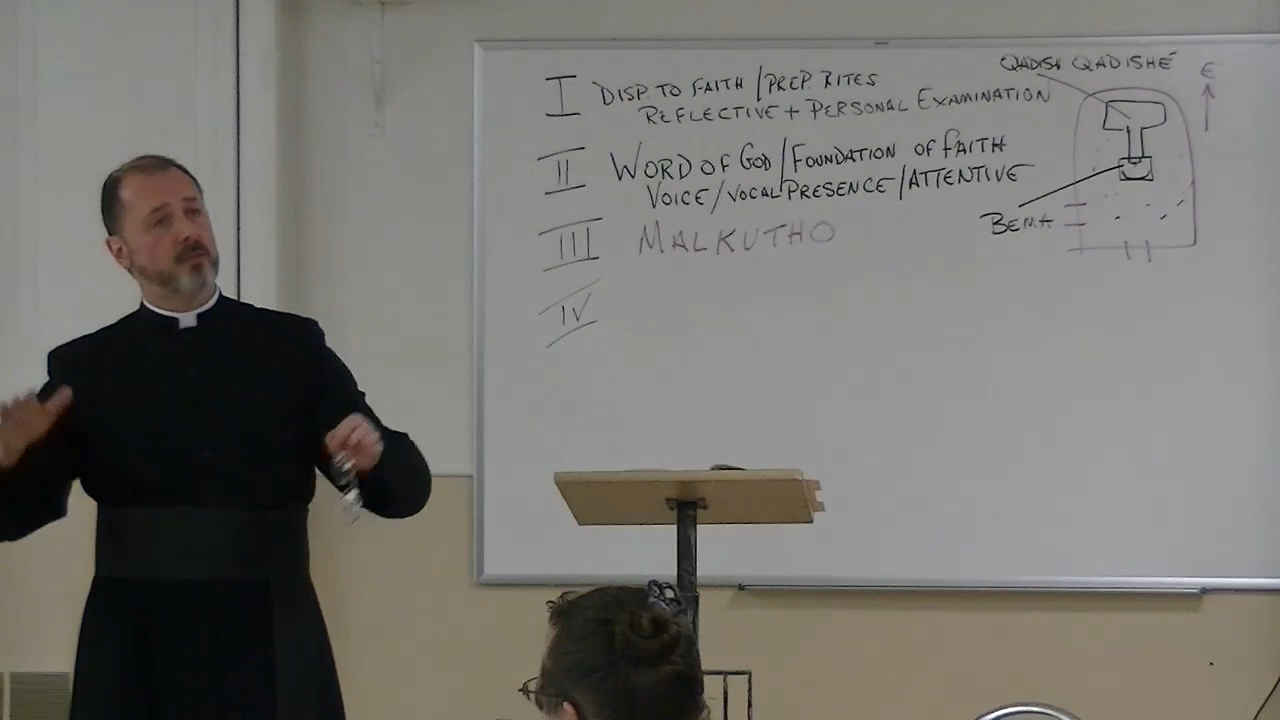 I DISP. TO FAITH / PREP. RITES
REFLECTIVE + PERSONAL EXAMINATION
II WORD OF GOD / FOUNDATION OF FAITH
VOICE / VOCAL PRESENCE / ATTENTIVE
III MALKUTHO
IV
QADISH QADISHÉ
E
BEMA